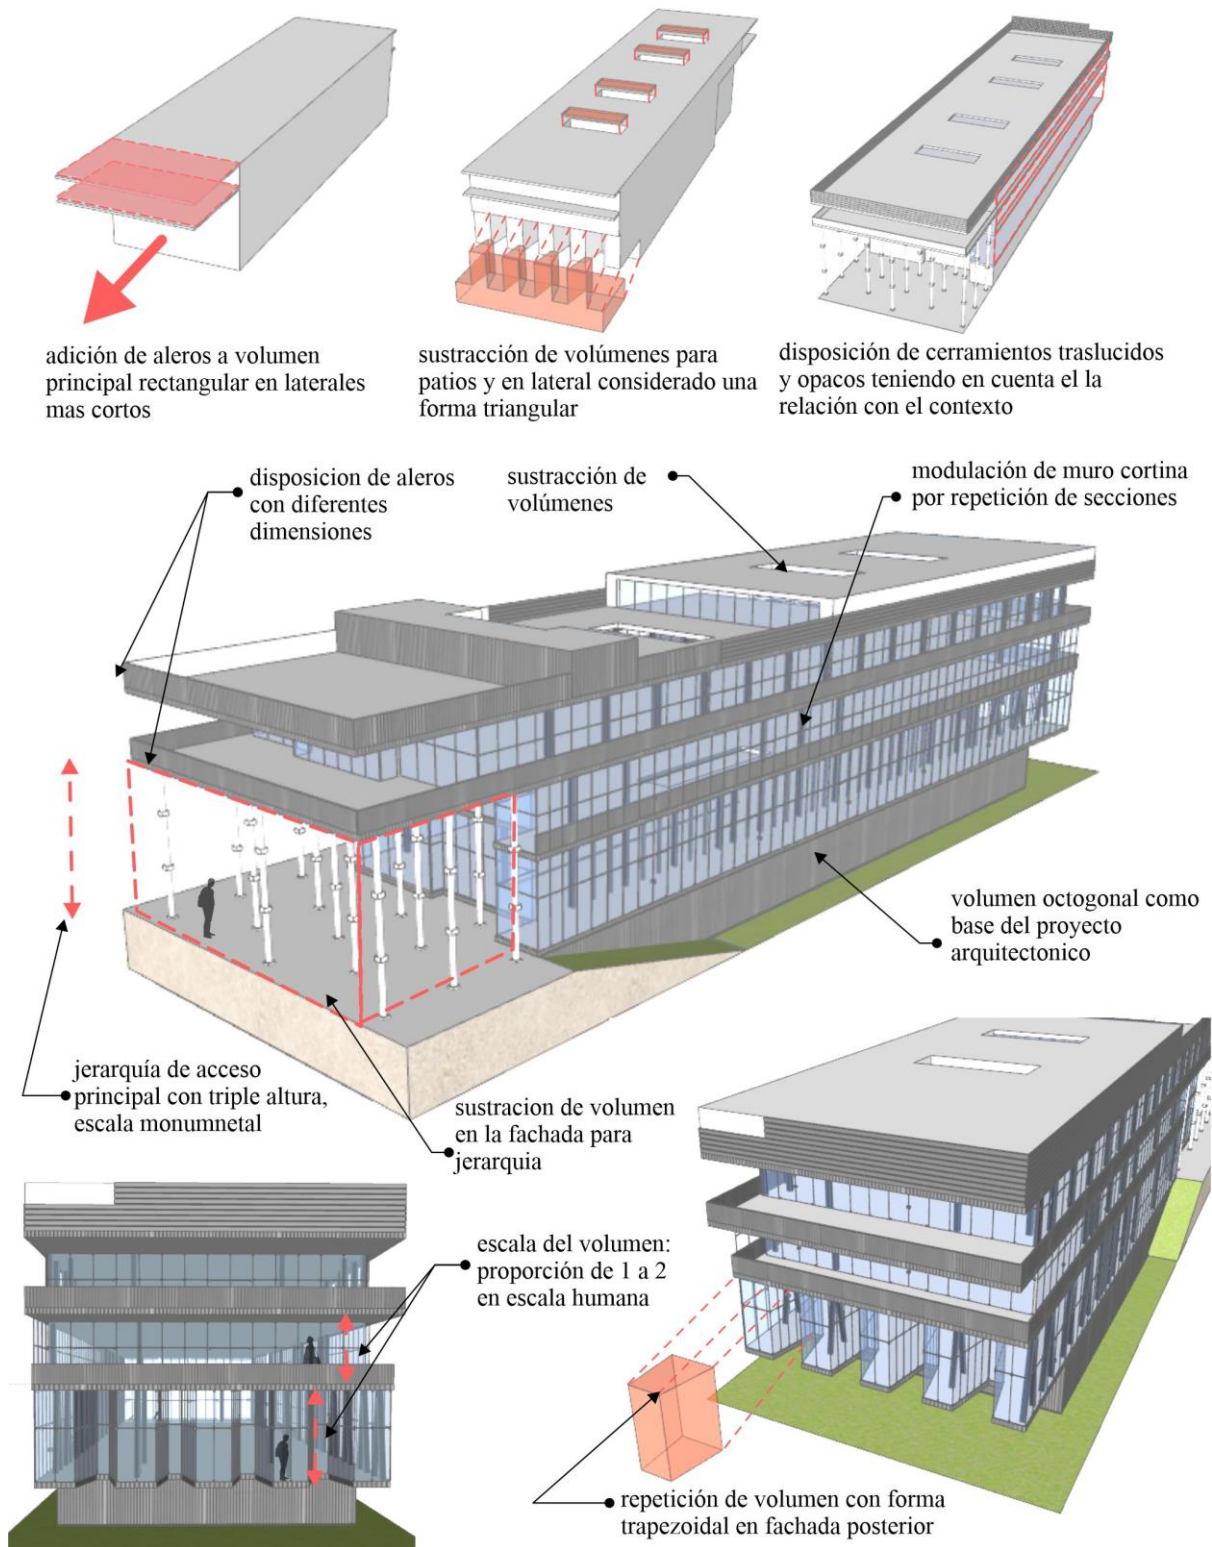 adición de aleros a volumen
principal rectangular en laterales
mas cortos
sustracción de volúmenes para
patios y en lateral considerado una
forma triangular
disposición de cerramientos traslucidos
y opacos teniendo en cuenta el la
relación con el contexto
disposicion de aleros
con diferentes
dimensiones
sustracción de
volúmenes
modulación de muro cortina
por repetición de secciones
volumen octogonal como
base del proyecto
arquitectonico
jerarquía de acceso
principal con triple altura,
escala monumnetal
sustracion de volumen
en la fachada para
jerarquia
escala del volumen:
proporción de 1 a 2
en escala humana
repetición de volumen con forma
trapezoidal en fachada posterior